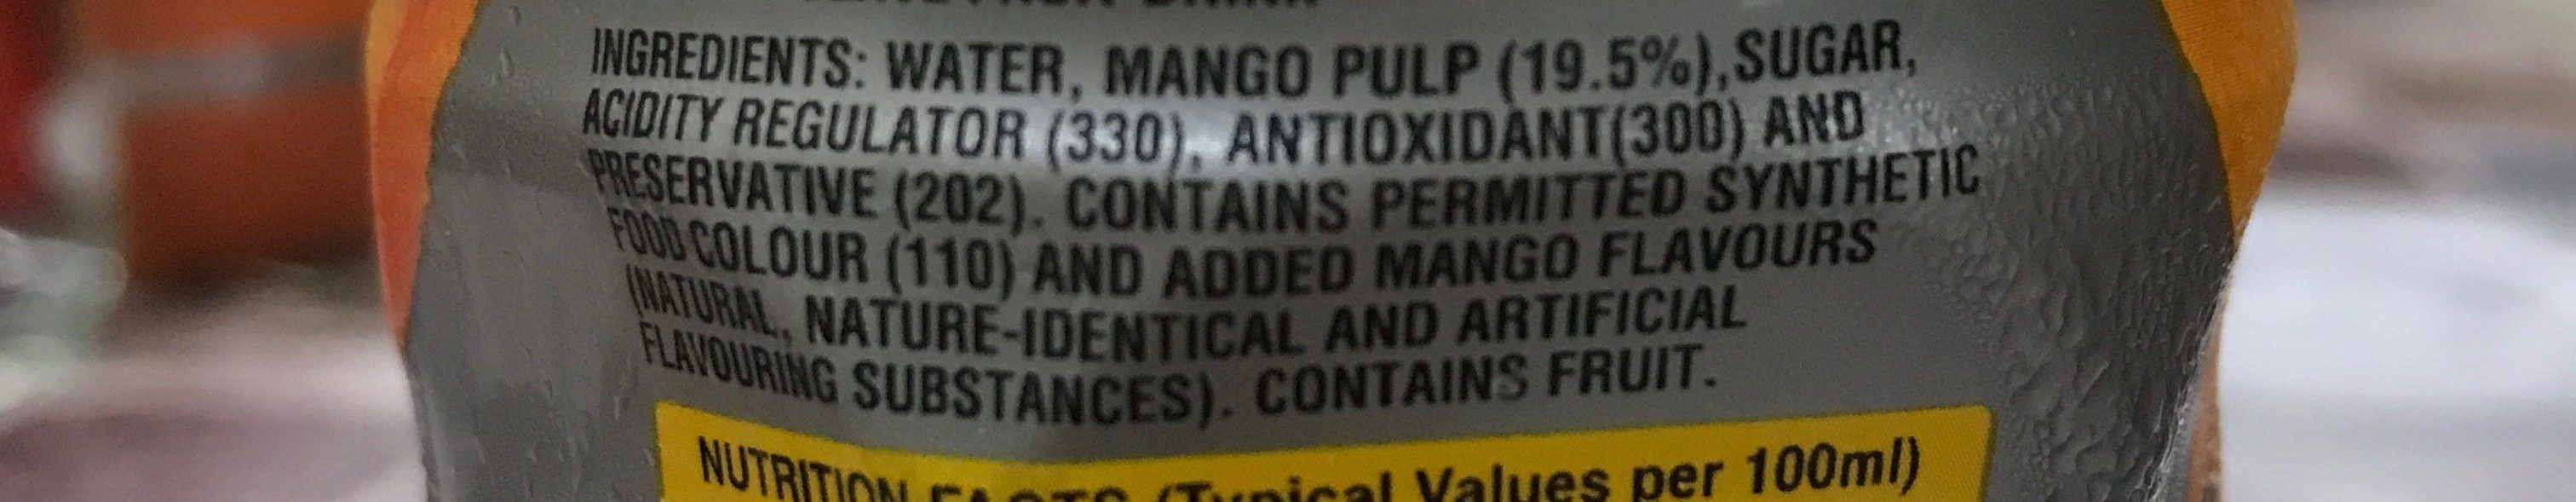 DRINK
INGREDIENTS: WATER, MANGO PULP (19.5%),SUGAR,
ACIDITY REGULATOR (330), ANTIOXIDANT(300) AND
PRESERVATIVE (202). CONTAINS PERMITTED SYNTHETIC
FOOD COLOUR (110) AND ADDED MANGO FLAVOURS
(NATURAL, NATURE-IDENTICAL AND ARTIFICIAL
FLAVOURING SUBSTANCES). CONTAINS FRUIT.
NUTRITION FACTS (Typical Values per 100ml)